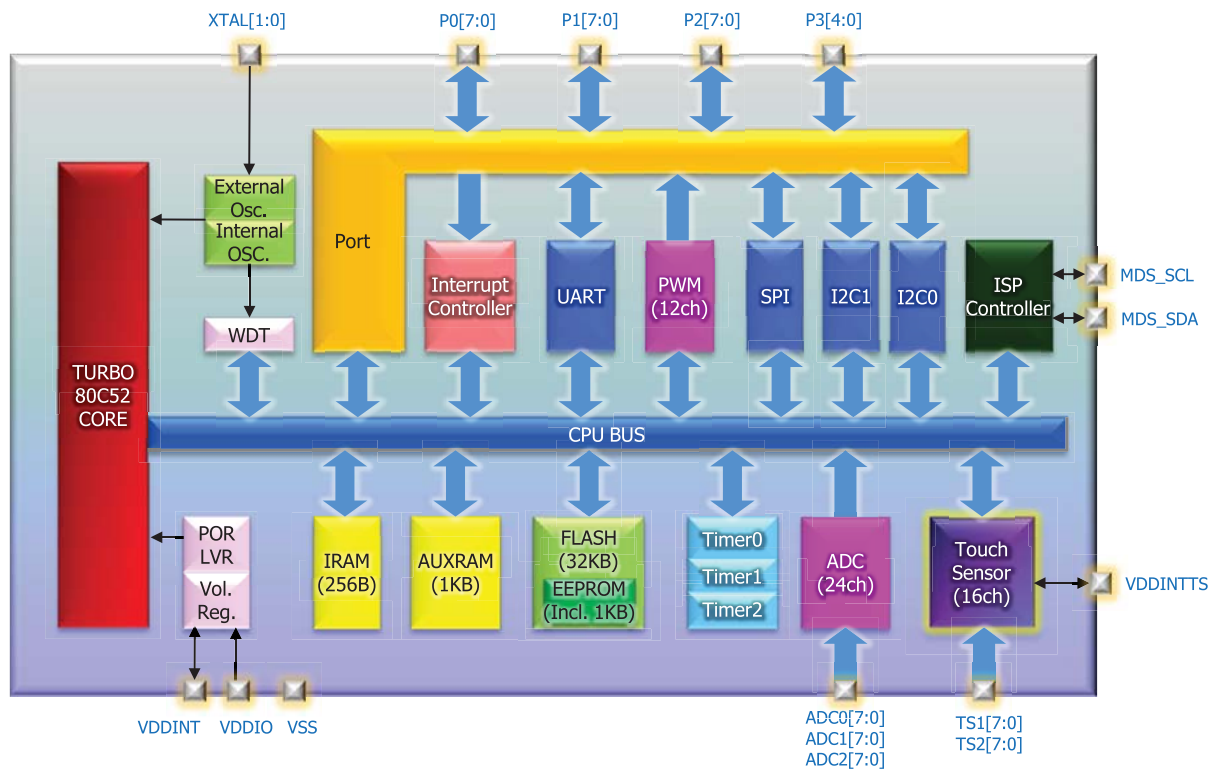 XTAL[1:0]
P0[7:0]
P1[7:0]
P2[7:0]
P3[4:0]
External
Osc.
Internal
OSC.
WDT
TURBO
80C52
CORE
Port
Interrupt
Controller
UART
PWM
(12ch)
SPI
I2C1
I2C0
ISP
Controller
MDS_SCL
MDS_SDA
CPU BUS
POR
LVR
Vol.
Reg.
IRAM
(256B)
AUXRAM
(1KB)
FLASH
(32KB)
EEPROM
(Incl. 1KB)
Timer0
Timer1
Timer2
ADC
(24ch)
Touch
Sensor
(16ch)
VDDINTTS
VDDINT
VDDIO
VSS
ADC0[7:0]
ADC1[7:0]
ADC2[7:0]
TS1[7:0]
TS2[7:0]